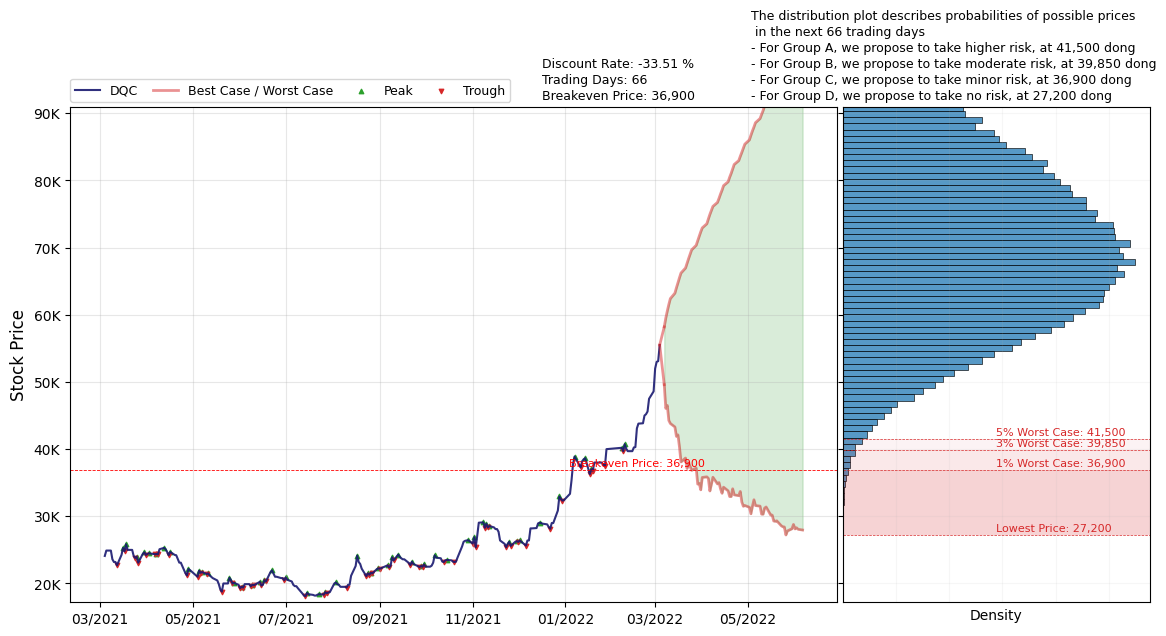 The distribution plot describes probabilities of possible prices
in the next 66 trading days
- For Group A, we propose to take higher risk, at 41,500 dong
- For Group B, we propose to take moderate risk, at 39,850 dong
- For Group C, we propose to take minor risk, at 36,900 dong
- For Group D, we propose to take no risk, at 27,200 dong
Discount Rate: -33.51 %
Trading Days: 66
Breakeven Price: 36,900
DQC
Best Case / Worst Case
Peak
Trough
Stock Price
90K
80K
70K
60K
50K
40K
30K
20K
Breakeven Price: 36,900
03/2021
05/2021
07/2021
09/2021
11/2021
01/2022
03/2022
05/2022
5% Worst Case: 41,500
3% Worst Case: 39,850
1% Worst Case: 36,900
Lowest Price: 27,200
Density